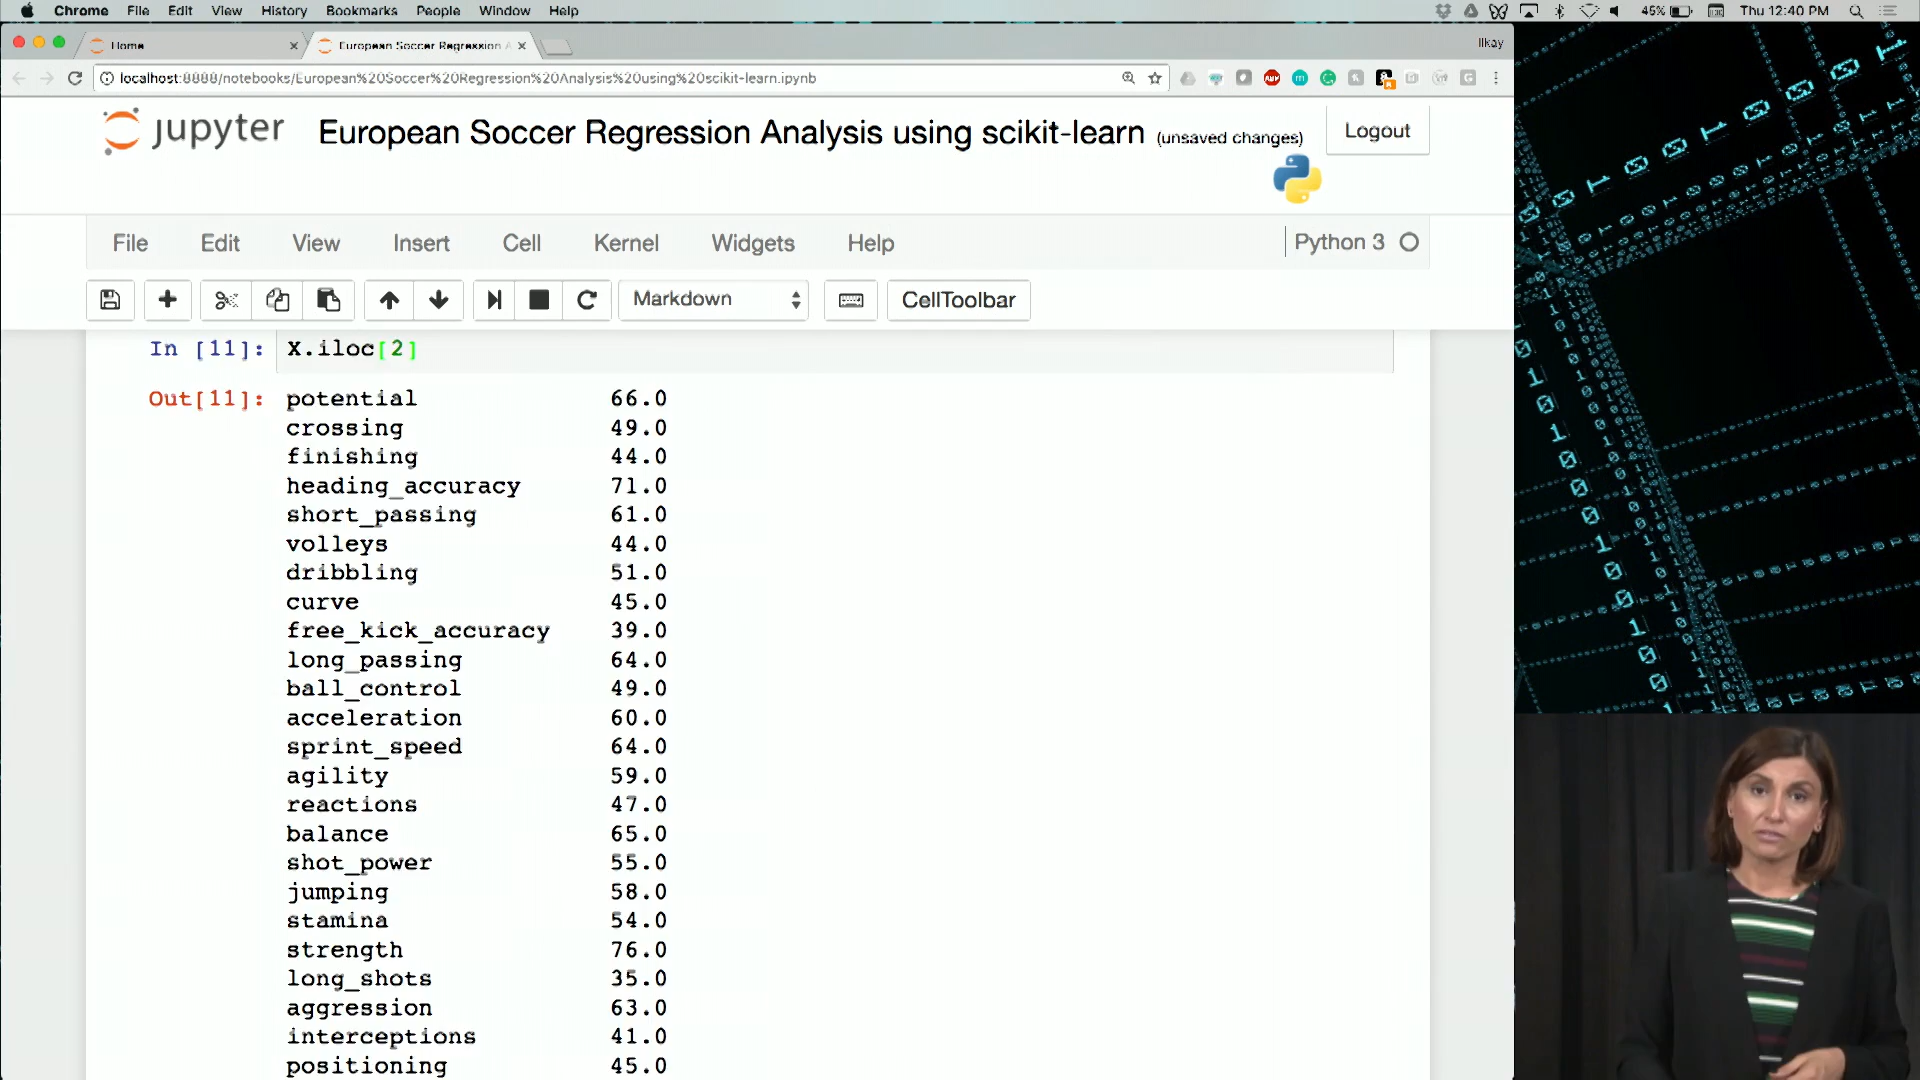 Chrome File Edit View History Bookmarks People Window Help 45% Thu 12:40 PM
Home European Soccer Regression A Ilkay
localhost:8888/notebooks/European%20Soccer%20Regression%20Analysis%20using%20scikit-learn.ipynb
jupyter European Soccer Regression Analysis using scikit-learn (unsaved changes) Logout
File Edit View Insert Cell Kernel Widgets Help Python 3
Markdown CellToolbar
In [11]: X.iloc[2]
Out[11]: potential 66.0
crossing 49.0
finishing 44.0
heading_accuracy 71.0
short_passing 61.0
volleys 44.0
dribbling 51.0
curve 45.0
free_kick_accuracy 39.0
long_passing 64.0
ball_control 49.0
acceleration 60.0
sprint_speed 64.0
agility 59.0
reactions 47.0
balance 65.0
shot_power 55.0
jumping 58.0
stamina 54.0
strength 76.0
long_shots 35.0
aggression 63.0
interceptions 41.0
positioning 45.0